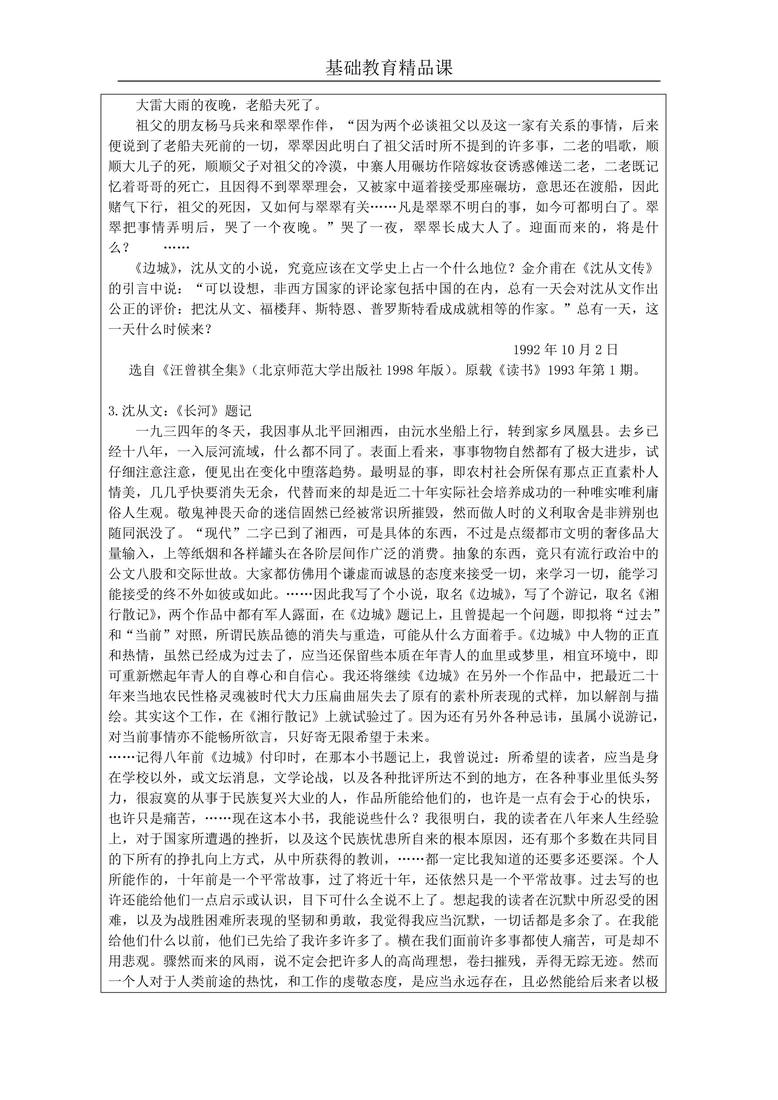 基础教育精品课
大雷大雨的夜晚，老船夫死了。
祖父的朋友杨马兵来和翠翠作伴，“因为两个必谈祖父以及这一家有关系的事情，后来
便说到了老船夫死前的一切，翠翠因此明白了祖父活时所不提到的许多事，二老的唱歌，顺
顺大儿子的死，顺顺父子对祖父的冷漠，中寨人用碾坊作陪嫁妆奁诱惑傩送二老，二老既记
忆着哥哥的死亡，且因得不到翠翠理会，又被家中逼着接受那座碾坊，意思还在渡船，因此
赌气下行，祖父的死因，又如何与翠翠有关……凡是翠翠不明白的事，如今可都明白了。翠
翠把事情弄明后，哭了一个夜晚。”哭了一夜，翠翠长成大人了。迎面而来的，将是什
么？ ……
《边城》，沈从文的小说，究竟应该在文学史上占一个什么地位？金介甫在《沈从文传》
的引言中说：“可以设想，非西方国家的评论家包括中国的在内，总有一天会对沈从文作出
公正的评价：把沈从文、福楼拜、斯特恩、普罗斯特看成成就相等的作家。”总有一天，这
一天什么时候来？
1992 年 10 月 2 日
选自《汪曾祺全集》（北京师范大学出版社 1998 年版）。原载《读书》1993 年第 1 期。
3.沈从文：《长河》题记
一九三四年的冬天，我因事从北平回湘西，由沅水坐船上行，转到家乡凤凰县。去乡已
经十八年，一入辰河流域，什么都不同了。表面上看来，事事物物自然都有了极大进步，试
仔细注意注意，便见出在变化中堕落趋势。最明显的事，即农村社会所保有那点正直素朴人
情美，几几乎快要消失无余，代替而来的却是近二十年实际社会培养成功的一种唯实唯利庸
俗人生观。敬鬼神畏天命的迷信固然已经被常识所摧毁，然而做人时的义利取舍是非辨别也
随同泯没了。“现代”二字已到了湘西，可是具体的东西，不过是点缀都市文明的奢侈品大
量输入，上等纸烟和各样罐头在各阶层间作广泛的消费。抽象的东西，竟只有流行政治中的
公文八股和交际世故。大家都仿佛用个谦虚而诚恳的态度来接受一切，来学习一切，能学习
能接受的终不外如彼或如此。……因此我写了个小说，取名《边城》，写了个游记，取名《湘
行散记》，两个作品中都有军人露面，在《边城》题记上，且曾提起一个问题，即拟将“过去”
和“当前”对照，所谓民族品德的消失与重造，可能从什么方面着手。《边城》中人物的正直
和热情，虽然已经成为过去了，应当还保留些本质在年青人的血里或梦里，相宜环境中，即
可重新燃起年青人的自尊心和自信心。我还将继续《边城》在另外一个作品中，把最近二十
年来当地农民性格灵魂被时代大力压扁曲屈失去了原有的素朴所表现的式样，加以解剖与描
绘。其实这个工作，在《湘行散记》上就试验过了。因为还有另外各种忌讳，虽属小说游记，
对当前事情亦不能畅所欲言，只好寄无限希望于未来。
……记得八年前《边城》付印时，在那本小书题记上，我曾说过：所希望的读者，应当是身
在学校以外，或文坛消息，文学论战，以及各种批评所达不到的地方，在各种事业里低头努
力，很寂寞的从事于民族复兴大业的人，作品所能给他们的，也许是一点有会于心的快乐，
也许只是痛苦，……现在这本小书，我能说些什么？我很明白，我的读者在八年来人生经验
上，对于国家所遭遇的挫折，以及这个民族忧患所自来的根本原因，还有那个多数在共同目
的下所有的挣扎向上方式，从中所获得的教训，……都一定比我知道的还要多还要深。个人
所能作的，十年前是一个平常故事，过了将近十年，还依然只是一个平常故事。过去写的也
许还能给他们一点启示或认识，目下可什么全说不上了。想起我的读者在沉默中所忍受的困
难，以及为战胜困难所表现的坚韧和勇敢，我觉得我应当沉默，一切话都是多余了。在我能
给他们什么以前，他们已先给了我许多许多了。横在我们面前许多事都使人痛苦，可是却不
用悲观。骤然而来的风雨，说不定会把许多人的高尚理想，卷扫摧残，弄得无踪无迹。然而
一个人对于人类前途的热忱，和工作的虔敬态度，是应当永远存在，且必然能给后来者以极